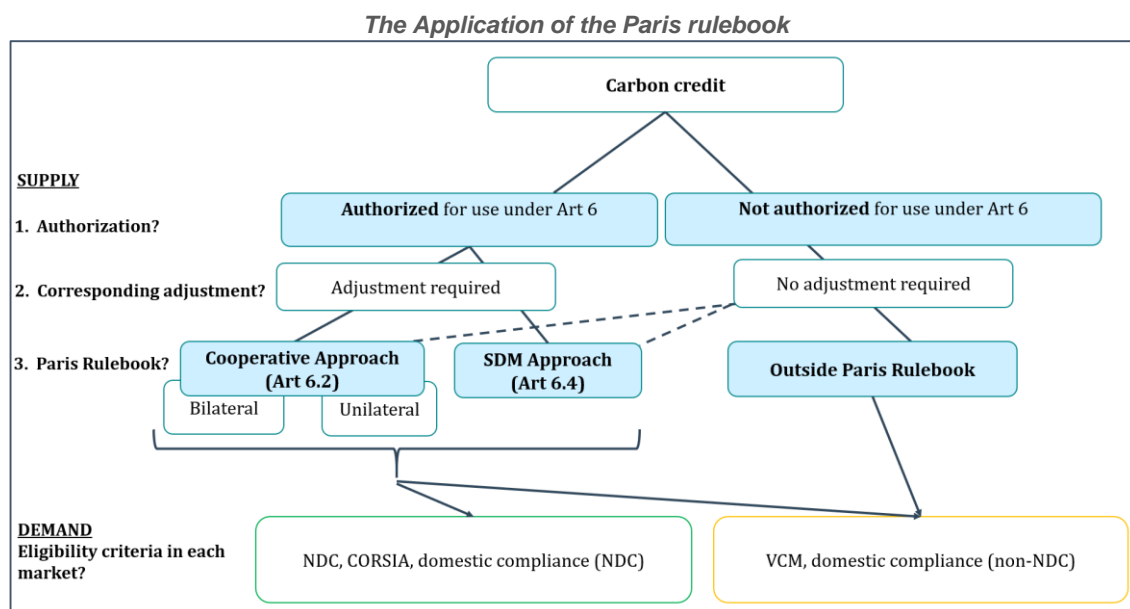 The Application of the Paris rulebook
Carbon credit
SUPPLY
1. Authorization?
Authorized for use under Art 6
Not authorized for use under Art 6
2. Corresponding adjustment?
Adjustment required
No adjustment required
3. Paris Rulebook?
Cooperative Approach
(Art 6.2)
SDM Approach
(Art 6.4)
Outside Paris Rulebook
Bilateral
Unilateral
DEMAND
Eligibility criteria in each
market?
NDC, CORSIA, domestic compliance (NDC)
VCM, domestic compliance (non-NDC)